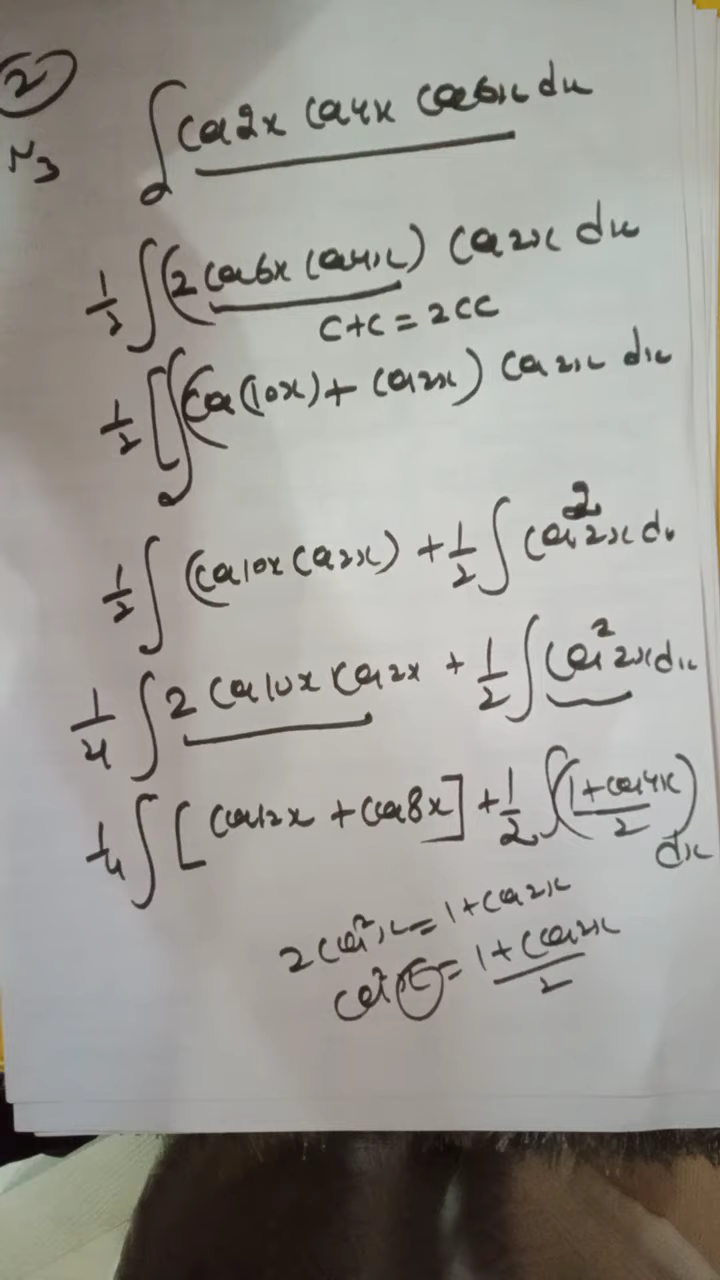 2
∫ cos2x cos4x cos6x dx
N3
1/2 ∫(2 cos6x cos4x) cos2x dx
C+C = 2CC
1/2 [∫(cos(10x) + cos2x) cos2x dx
1/2 ∫ (cos10x cos2x) + 1/2 ∫ cos²2x dx
1/4 ∫ 2 cos10x cos2x + 1/2 ∫ cos²2x dx
1/4 ∫ [cos12x + cos8x] + 1/2 ∫ (1+cos4x/2) dx
2cos²x = 1+cos2x
cos²x = 1+cos2x/2